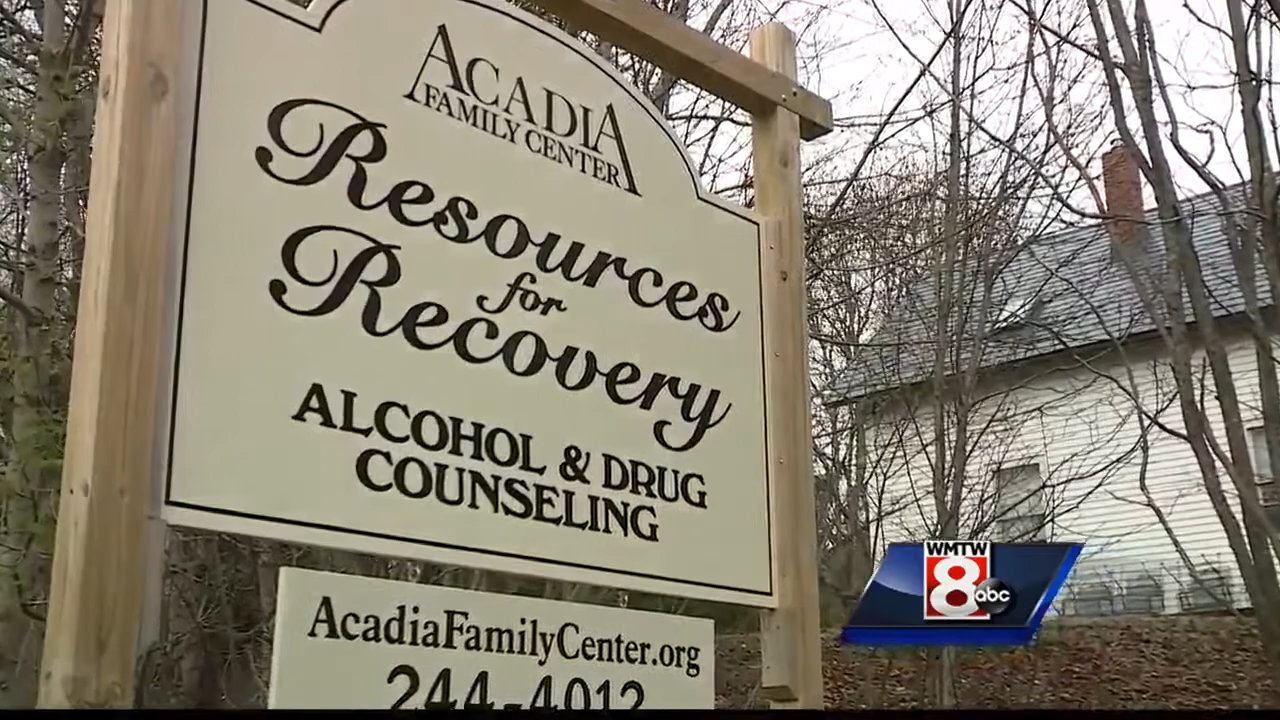 ACADIA
FAMILY CENTER
Resources
for
Recovery
ALCOHOL & DRUG
COUNSELING
AcadiaFamilyCenter.org
244-4012
WMTW
8
abc